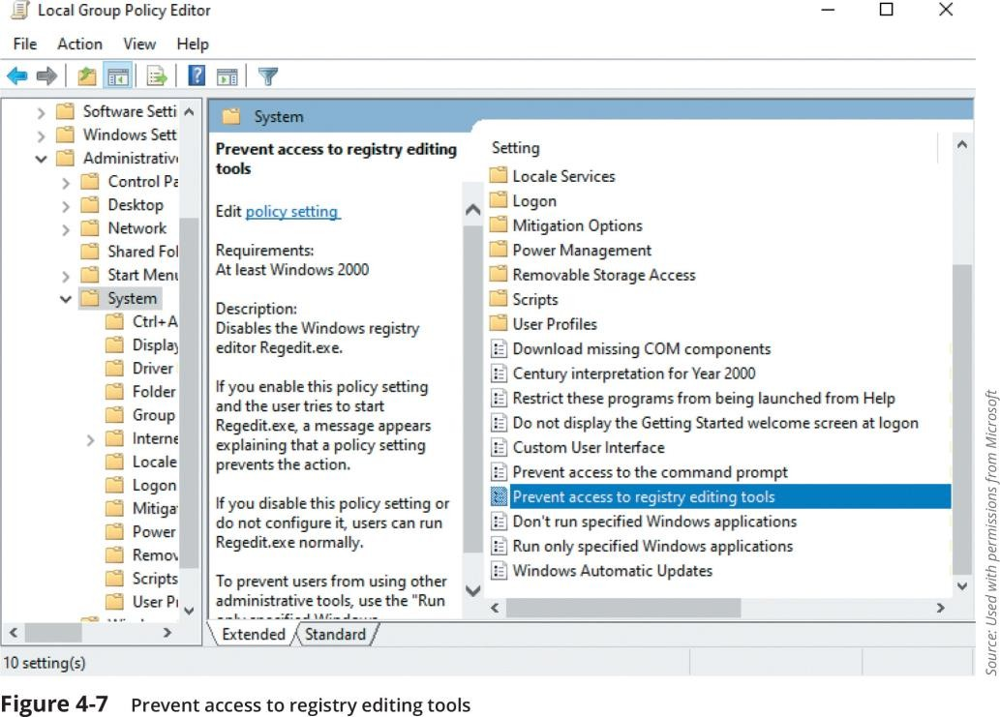 Local Group Policy Editor
File Action View Help
Software Setti
Windows Sett
Administrativ
Control Pa
Desktop
Network
Shared Fol
Start Menu
System
Ctrl+A
Display
Driver
Folder
Group
Interne
Locale
Logon
Mitigat
Power
Remov
Scripts
User Pr
System
Prevent access to registry editing
tools
Edit policy setting
Requirements:
At least Windows 2000
Description:
Disables the Windows registry
editor Regedit.exe.
If you enable this policy setting
and the user tries to start
Regedit.exe, a message appears
explaining that a policy setting
prevents the action.
If you disable this policy setting or
do not configure it, users can run
Regedit.exe normally.
To prevent users from using other
administrative tools, use the "Run
only specified Windows
Setting
Locale Services
Logon
Mitigation Options
Power Management
Removable Storage Access
Scripts
User Profiles
Download missing COM components
Century interpretation for Year 2000
Restrict these programs from being launched from Help
Do not display the Getting Started welcome screen at logon
Custom User Interface
Prevent access to the command prompt
Prevent access to registry editing tools
Don't run specified Windows applications
Run only specified Windows applications
Windows Automatic Updates
Extended Standard
10 setting(s)
Source: Used with permissions from Microsoft
Figure 4-7 Prevent access to registry editing tools